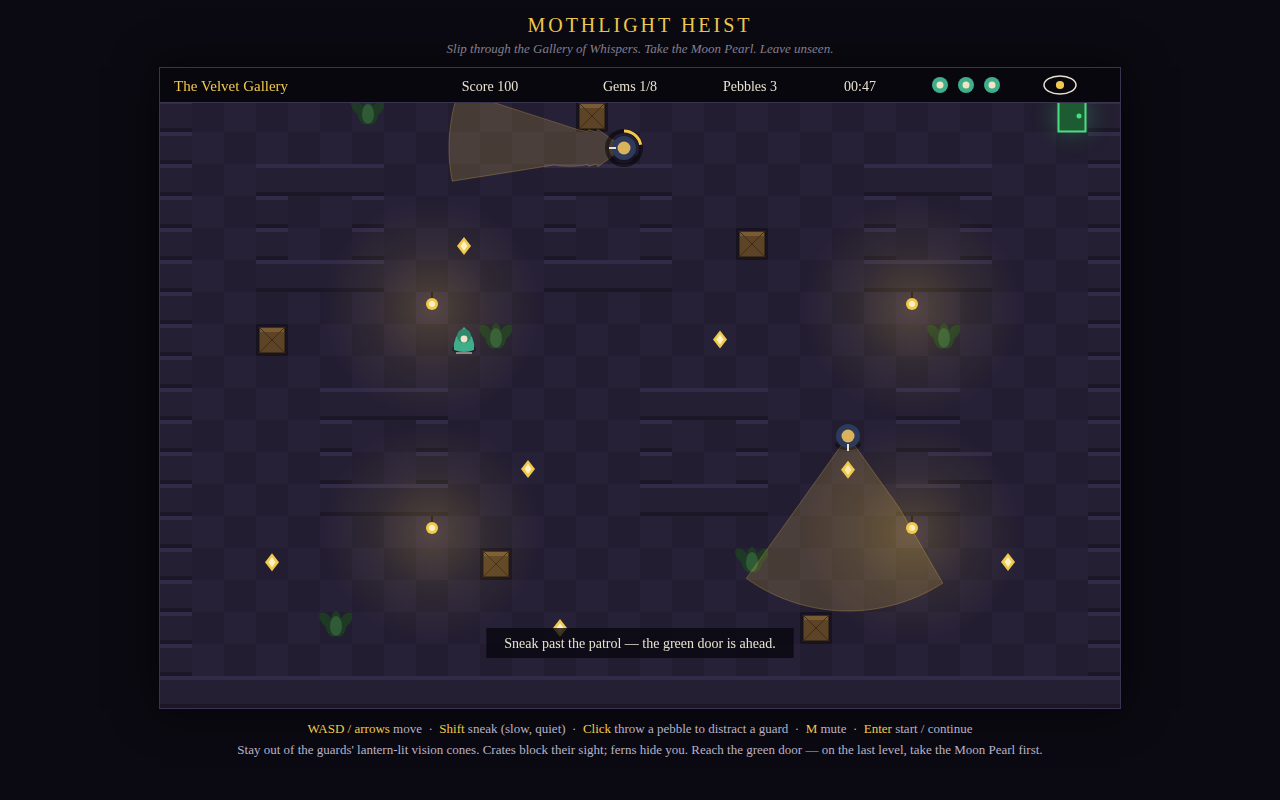 MOTHLIGHT HEIST
Slip through the Gallery of Whispers. Take the Moon Pearl. Leave unseen.
The Velvet Gallery Score 100 Gems 1/8 Pebbles 3 00:47
Sneak past the patrol — the green door is ahead.
WASD / arrows move · Shift sneak (slow, quiet) · Click throw a pebble to distract a guard · M mute · Enter start / continue
Stay out of the guards' lantern-lit vision cones. Crates block their sight; ferns hide you. Reach the green door — on the last level, take the Moon Pearl first.